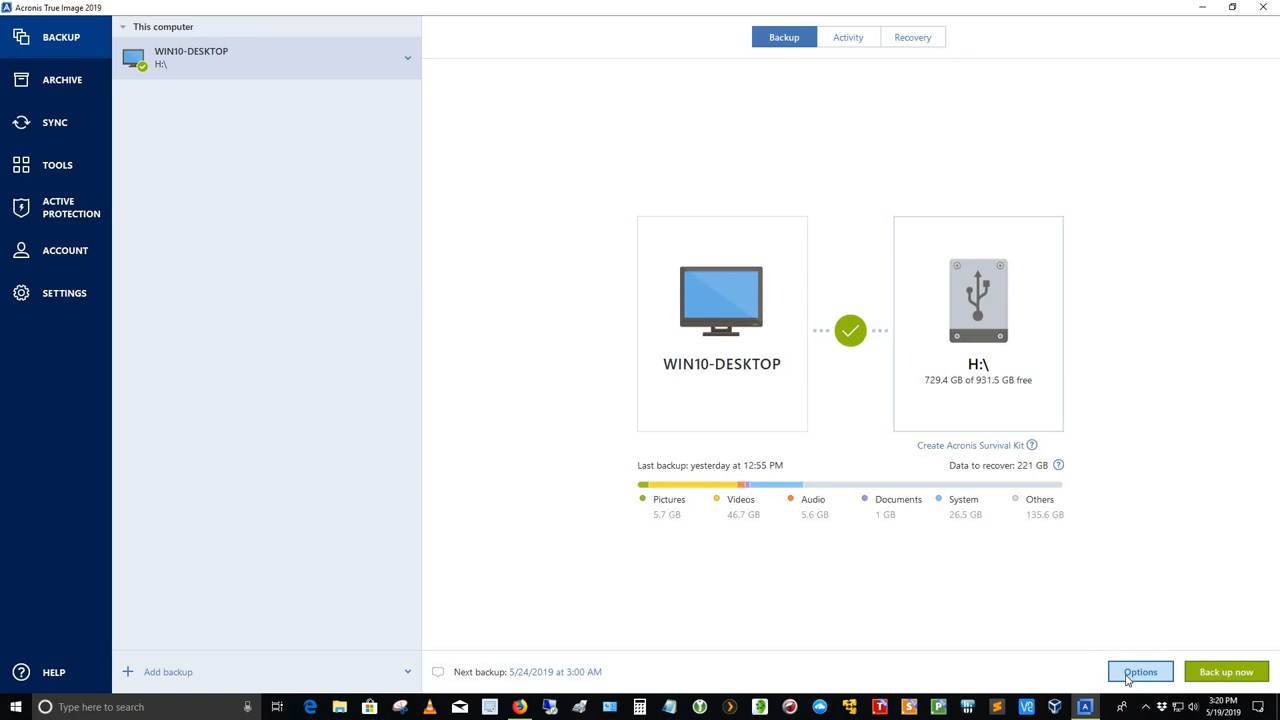 Acronis True Image 2019
BACKUP
ARCHIVE
SYNC
TOOLS
ACTIVE
PROTECTION
ACCOUNT
SETTINGS
HELP
This computer
WIN10-DESKTOP
H:\
Add backup
Backup
Activity
Recovery
WIN10-DESKTOP
H:\
729.4 GB of 931.5 GB free
Create Acronis Survival Kit ?
Last backup: yesterday at 12:55 PM
Data to recover: 221 GB ?
Pictures Videos Audio Documents System Others
5.7 GB 46.7 GB 5.6 GB 1 GB 26.5 GB 135.6 GB
Next backup: 5/24/2019 at 3:00 AM
Options
Back up now
Type here to search
3:20 PM
5/19/2019